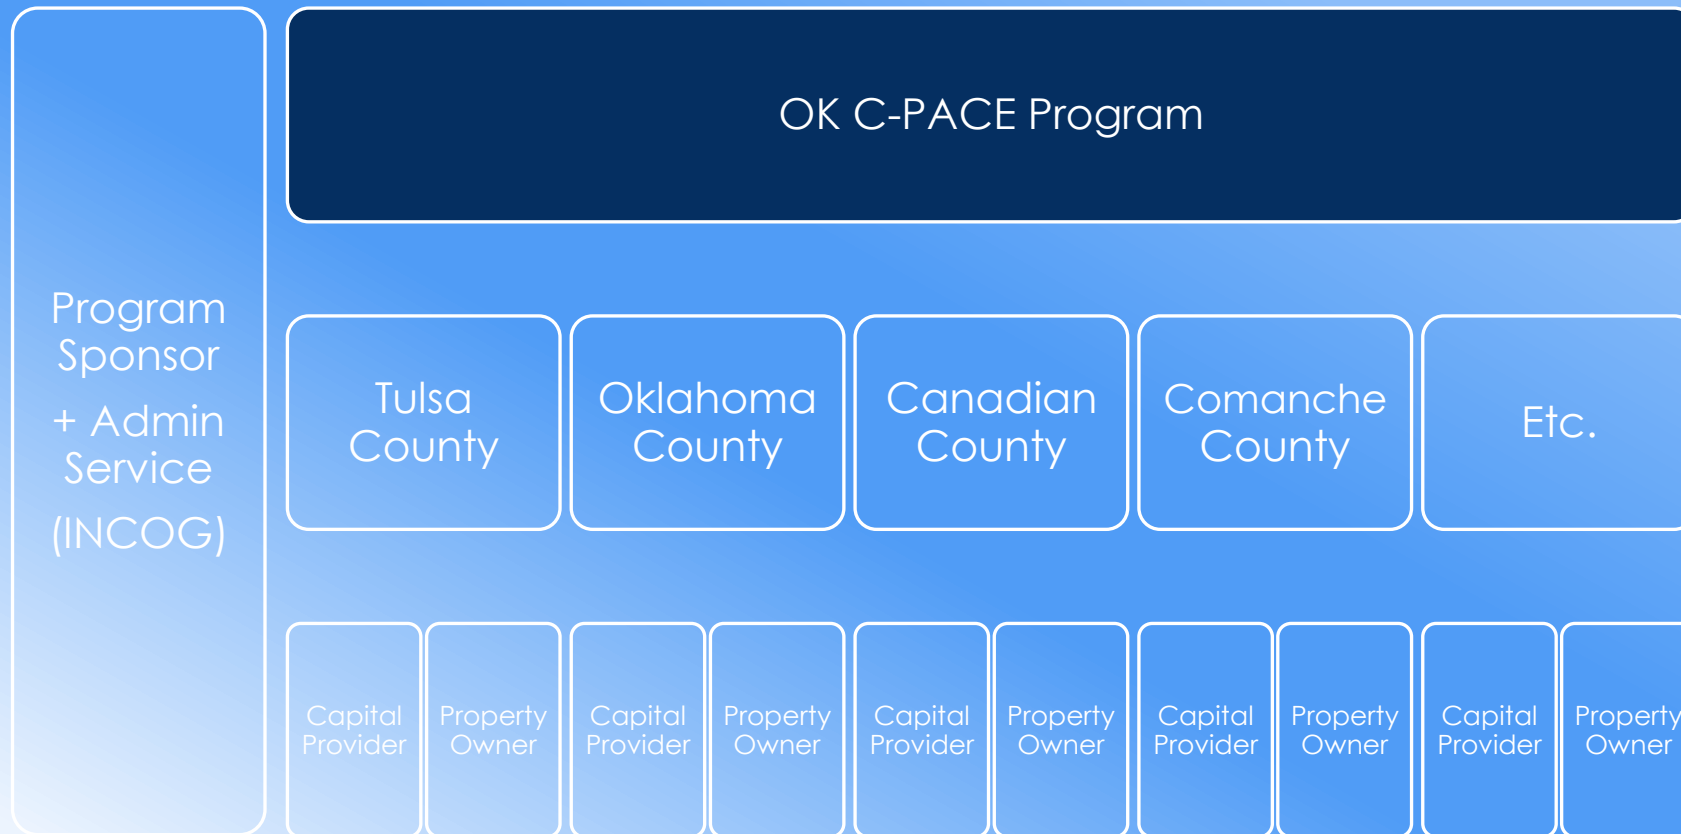 Program
Sponsor
+ Admin
Service
(INCOG)
OK C-PACE Program
Tulsa
County
Oklahoma
County
Canadian
County
Comanche
County
Etc.
Capital
Provider
Property
Owner
Capital
Provider
Property
Owner
Capital
Provider
Property
Owner
Capital
Provider
Property
Owner
Capital
Provider
Property
Owner